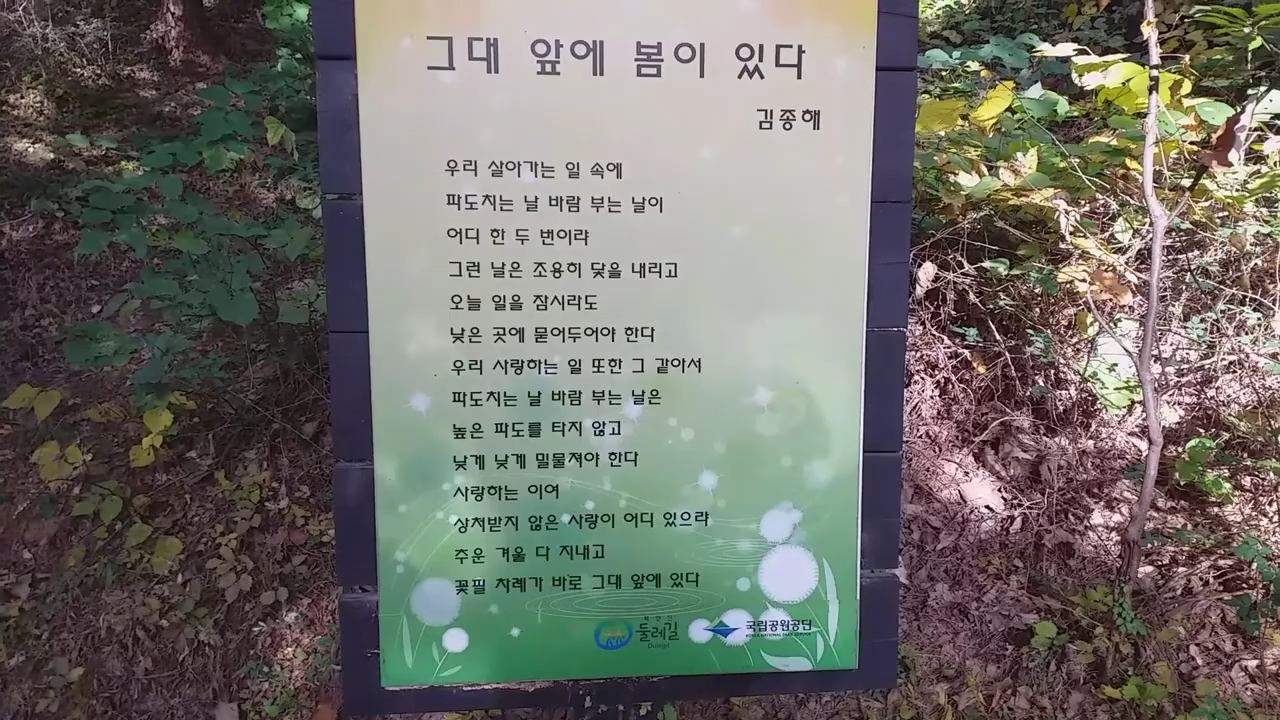 그대 앞에 봄이 있다
김종해
우리 살아가는 일 속에
파도치는 날 바람 부는 날이
어디 한 두 번이랴
그런 날은 조용히 닻을 내리고
오늘 일을 잠시라도
낮은 곳에 묻어두어야 한다
우리 사랑하는 일 또한 그 같아서
파도치는 날 바람 부는 날은
높은 파도를 타지 않고
낮게 낮게 밀물져야 한다
사랑하는 이여
상처받지 않은 사랑이 어디 있으랴
추운 겨울 다 지내고
꽃필 차례가 바로 그대 앞에 있다
북한산
둘레길
Dulegil
국립공원공단
KOREA NATIONAL PARK SERVICE